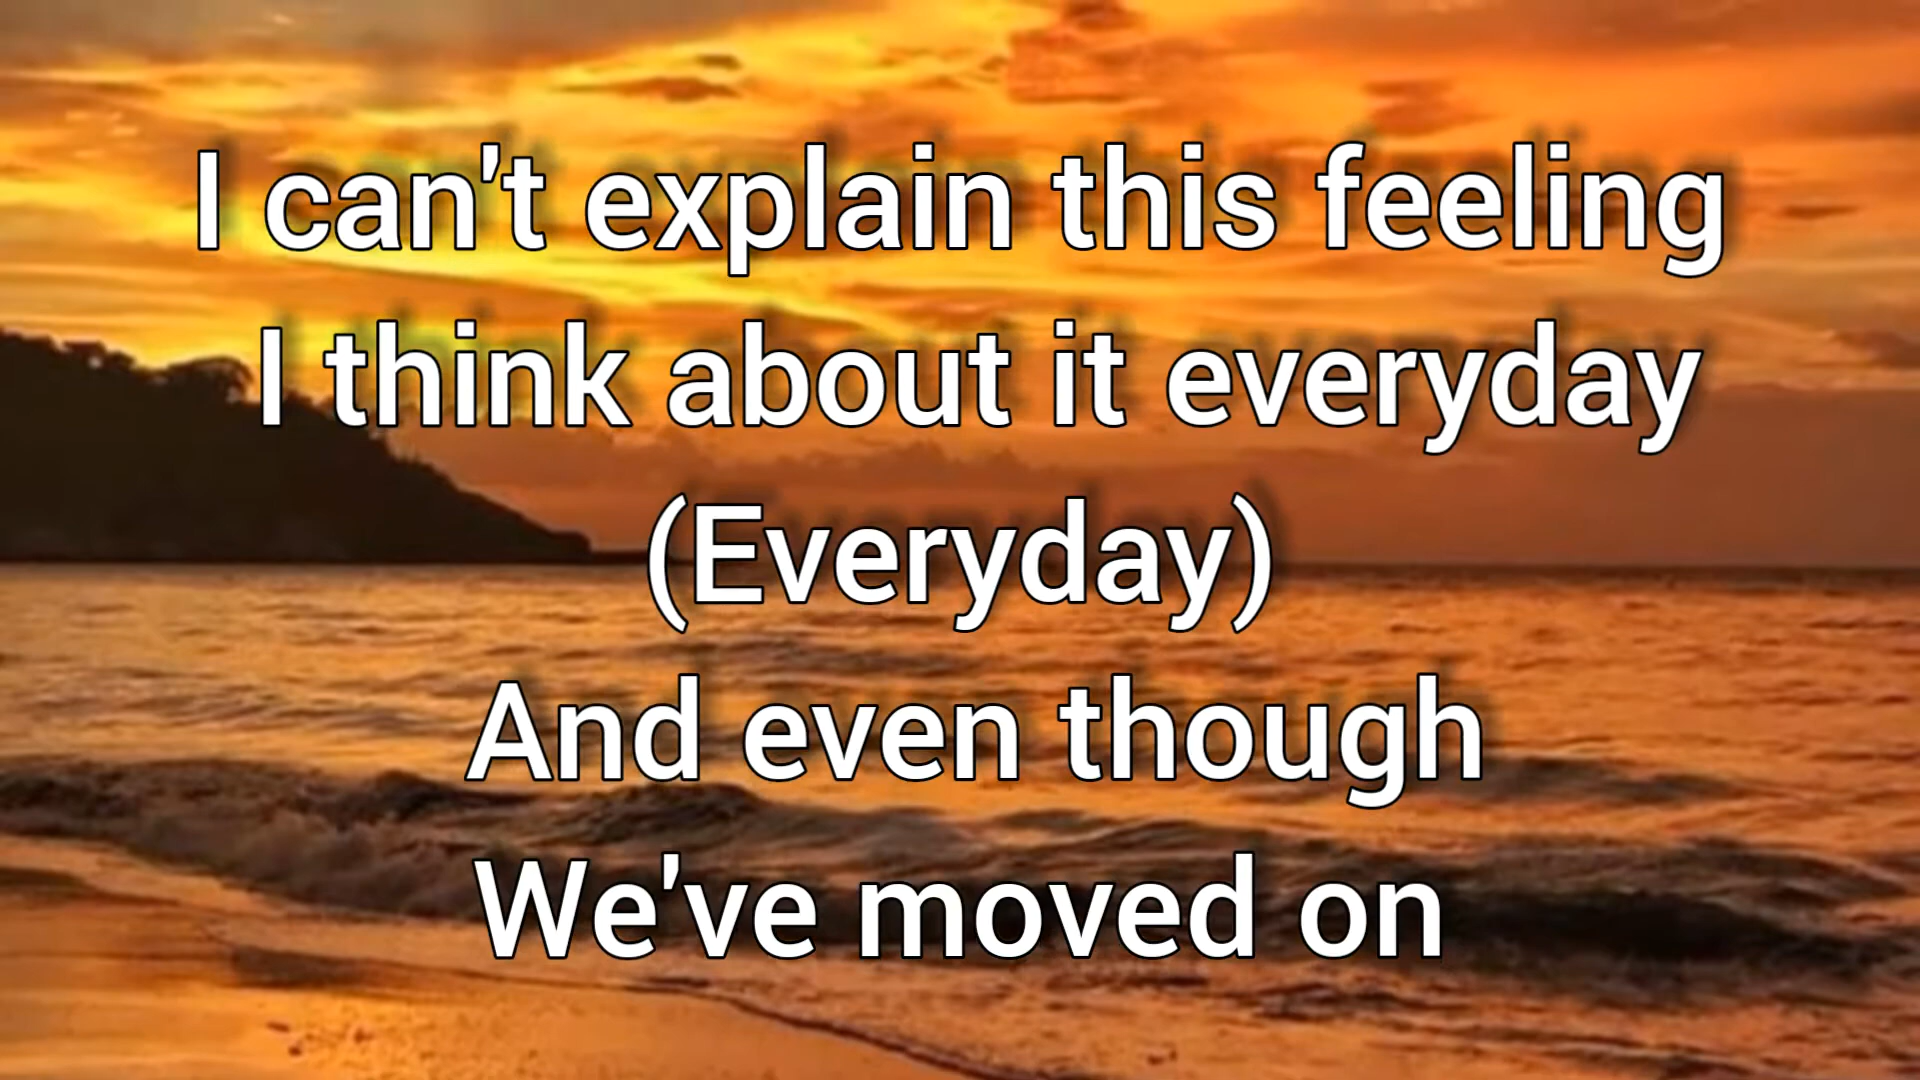 I can't explain this feeling
I think about it everyday
(Everyday)
And even though
We've moved on